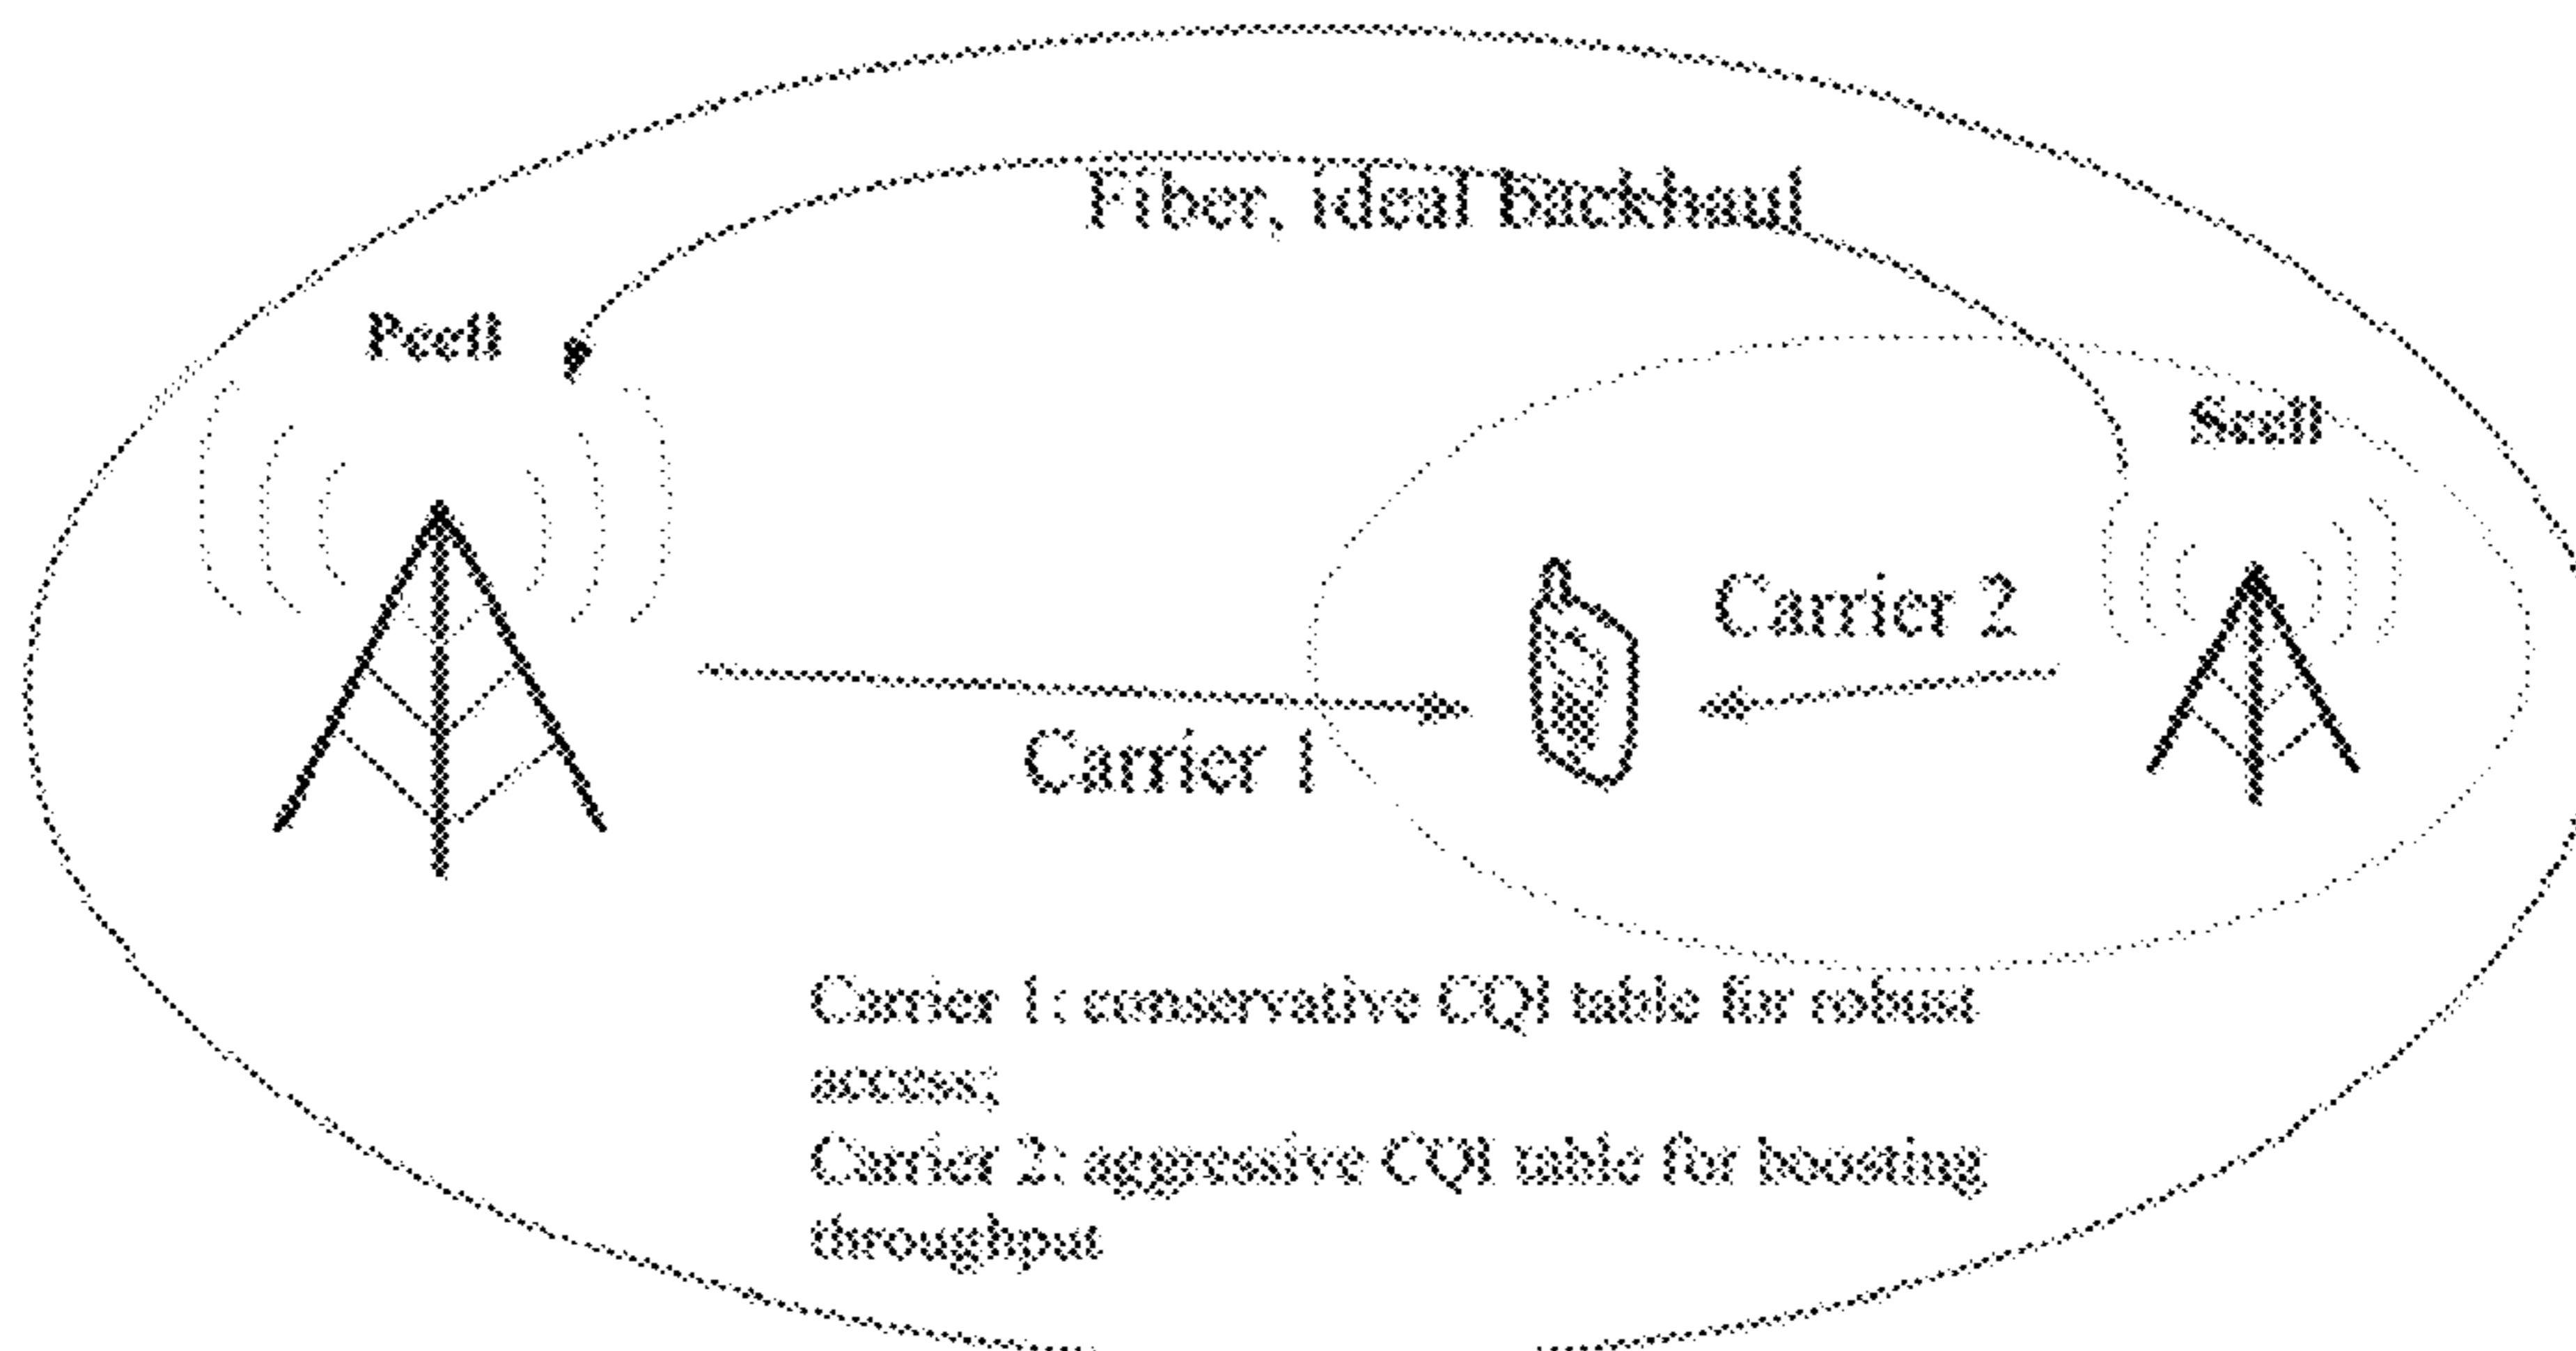 Fiber, ideal backhaul
Pcell
Scell
Carrier 2
Carrier 1
Carrier 1: conservative CQI table for robust
access;
Carrier 2: aggressive CQI table for boosting
throughput